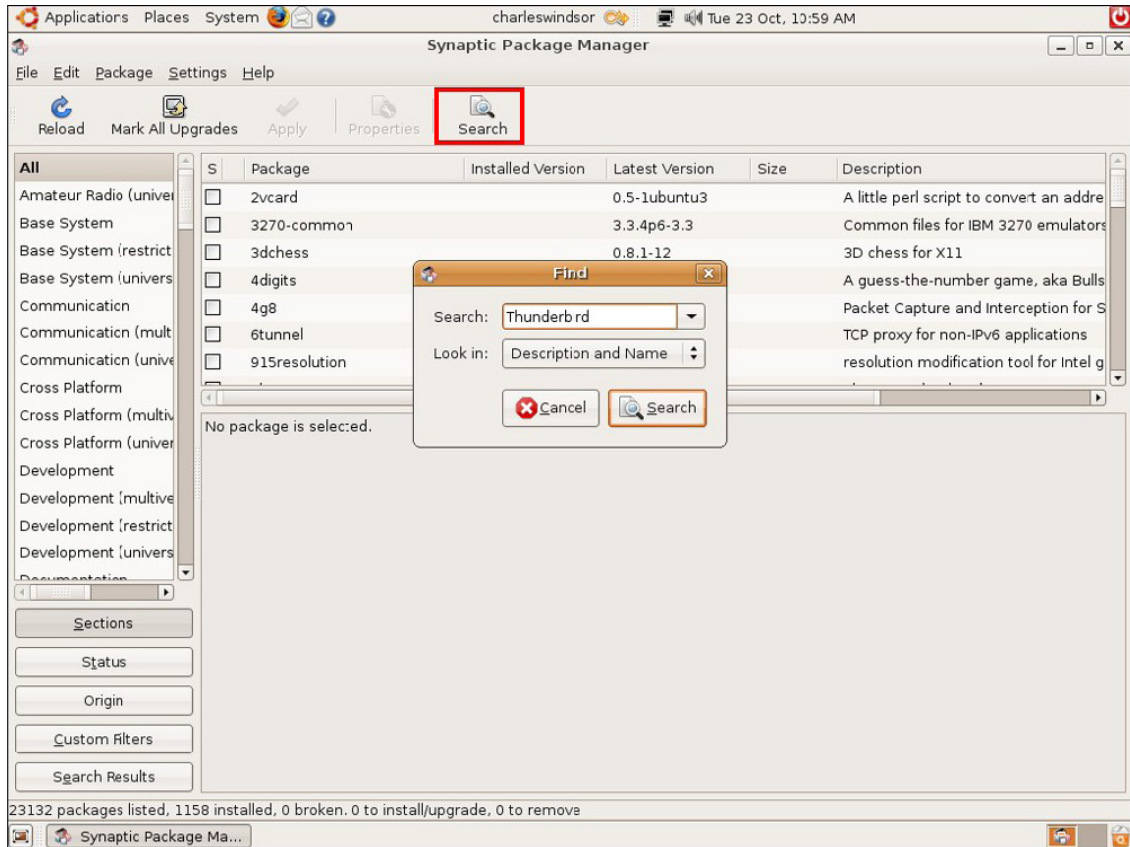 Applications Places System charleswindsor Tue 23 Oct, 10:59 AM
Synaptic Package Manager
File Edit Package Settings Help
Reload Mark All Upgrades Apply Properties Search
All
Amateur Radio (univer
Base System
Base System (restrict
Base System (univers
Communication
Communication (mult
Communication (unive
Cross Platform
Cross Platform (multiv
Cross Platform (univer
Development
Development (multive
Development (restrict
Development (univers
Documentation
S Package Installed Version Latest Version Size Description
2vcard 0.5-1ubuntu3 A little perl script to convert an addre
3270-common 3.3.4p6-3.3 Common files for IBM 3270 emulators
3dchess 0.8.1-12 3D chess for X11
4digits A guess-the-number game, aka Bulls
4g8 Packet Capture and Interception for S
6tunnel TCP proxy for non-IPv6 applications
915resolution resolution modification tool for Intel g
Find
Search: Thunderbird
Look in: Description and Name
Cancel Search
No package is selected.
Sections
Status
Origin
Custom Filters
Search Results
23132 packages listed, 1158 installed, 0 broken. 0 to install/upgrade, 0 to remove
Synaptic Package Ma...